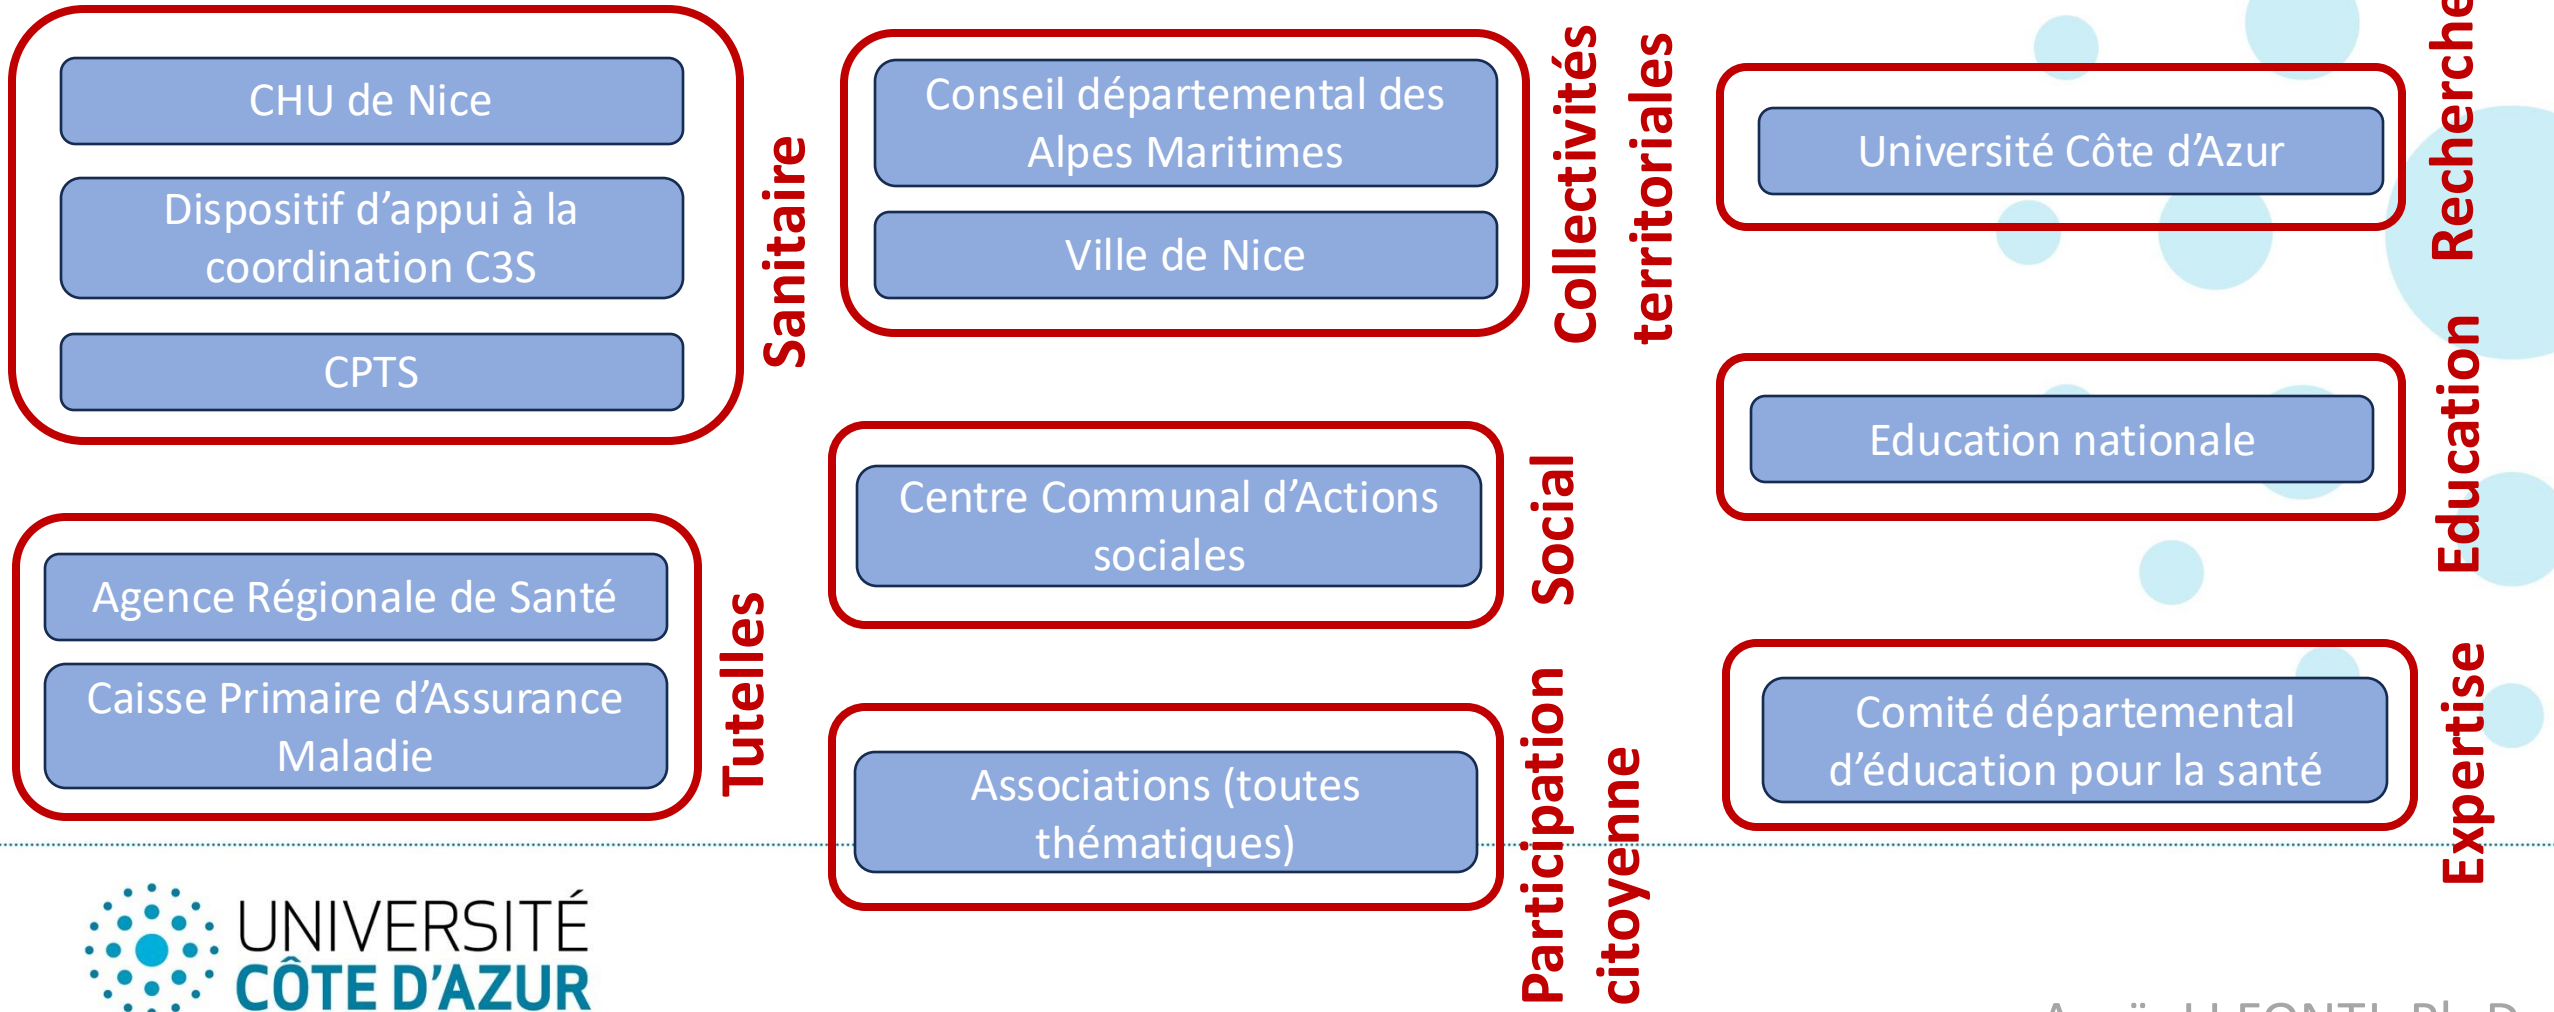 CHU de Nice
Dispositif d’appui à la
coordination C3S
CPTS
Sanitaire
Agence Régionale de Santé
Caisse Primaire d’Assurance
Maladie
Tutelles
Conseil départemental des
Alpes Maritimes
Ville de Nice
Collectivités
territoriales
Centre Communal d’Actions
sociales
Social
Associations (toutes
thématiques)
Participation
citoyenne
Université Côte d’Azur
Recherche
Education nationale
Education
Comité départemental
d’éducation pour la santé
Expertise
UNIVERSITÉ
CÔTE D’AZUR